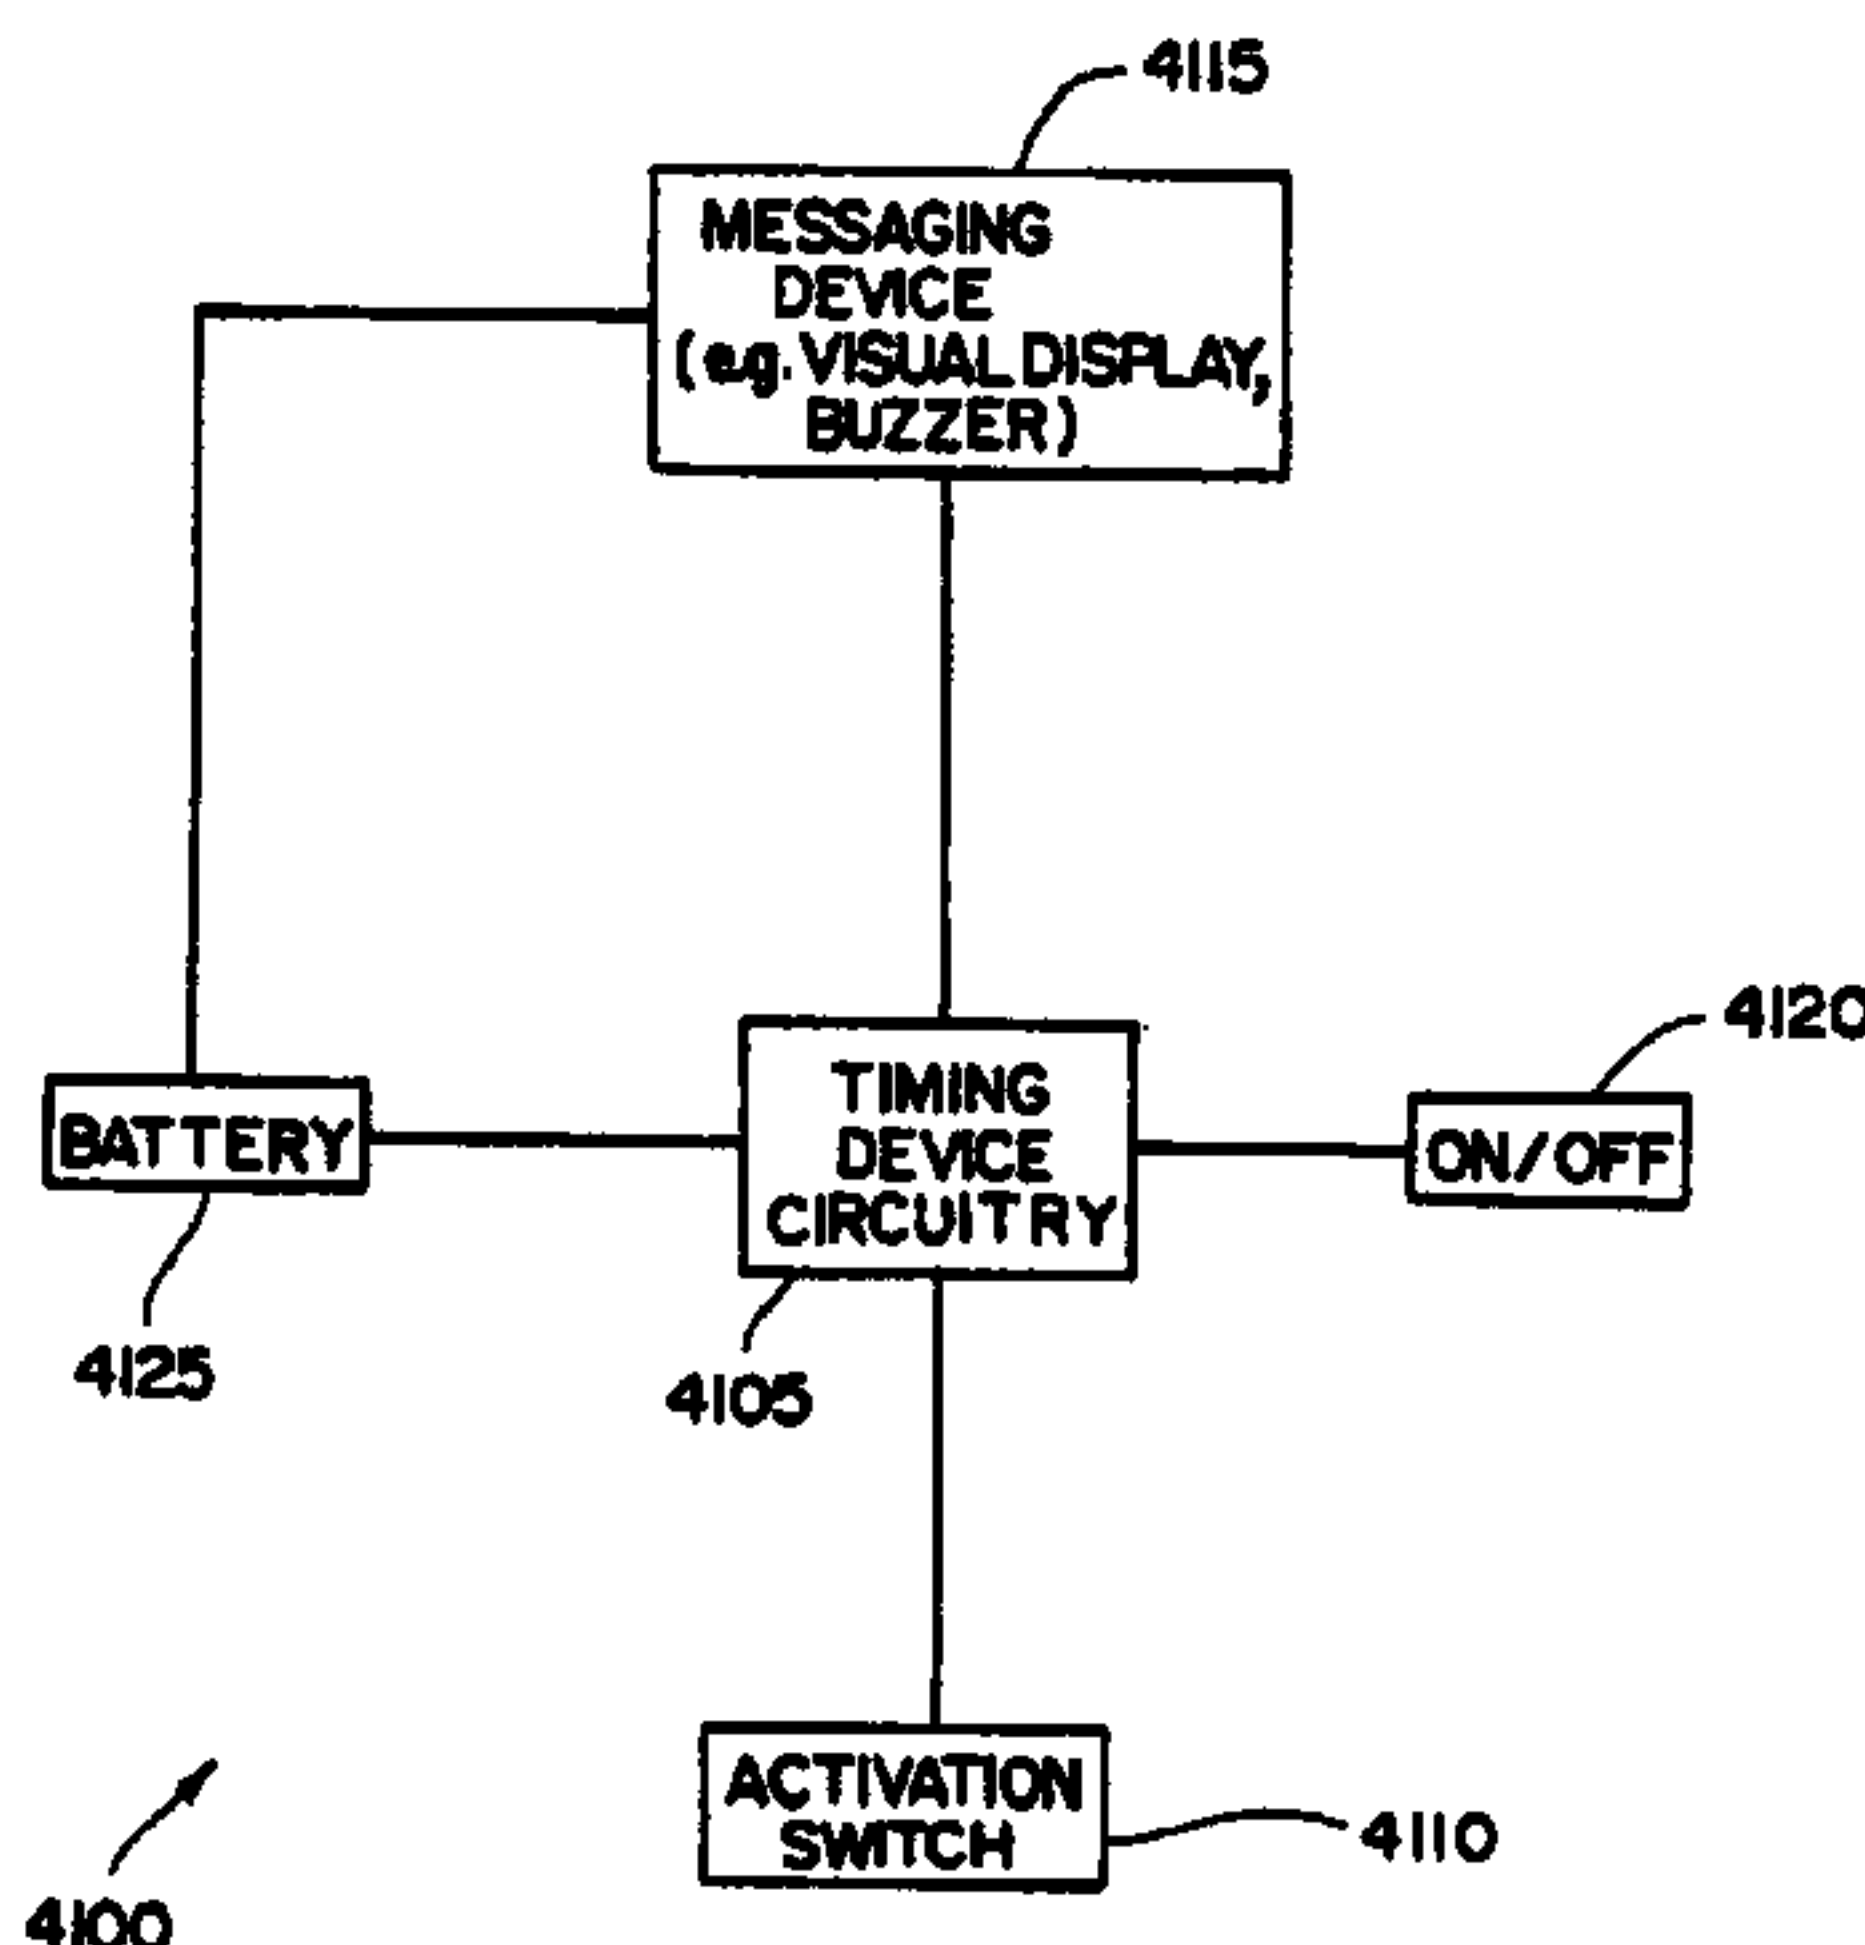 4115
MESSAGING
DEVICE
(e.g. VISUAL DISPLAY,
BUZZER)
4120
BATTERY
TIMING
DEVICE
CIRCUITRY
ON/OFF
4125
4105
ACTIVATION
SWITCH
4110
4100